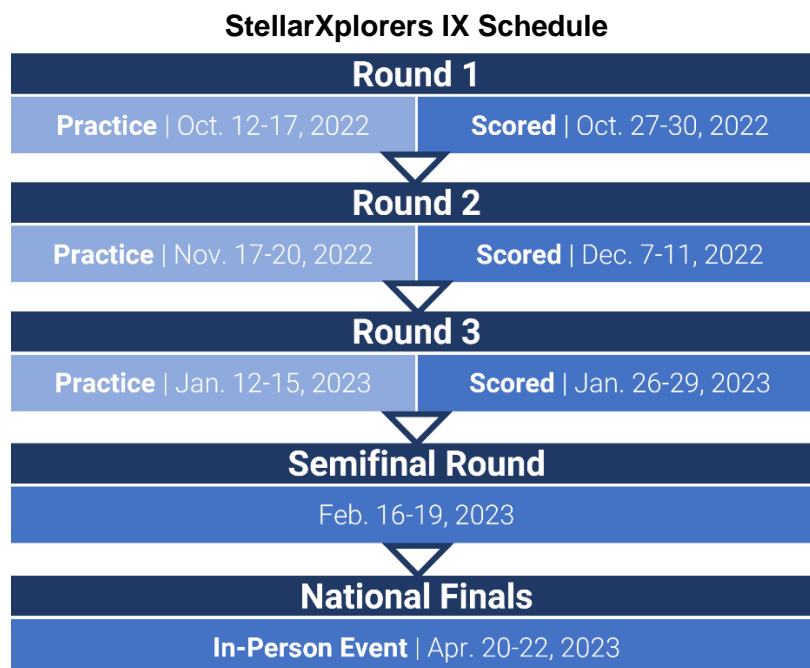 StellarXplorers IX Schedule
Round 1
Practice | Oct. 12-17, 2022
Scored | Oct. 27-30, 2022
Round 2
Practice | Nov. 17-20, 2022
Scored | Dec. 7-11, 2022
Round 3
Practice | Jan. 12-15, 2023
Scored | Jan. 26-29, 2023
Semifinal Round
Feb. 16-19, 2023
National Finals
In-Person Event | Apr. 20-22, 2023